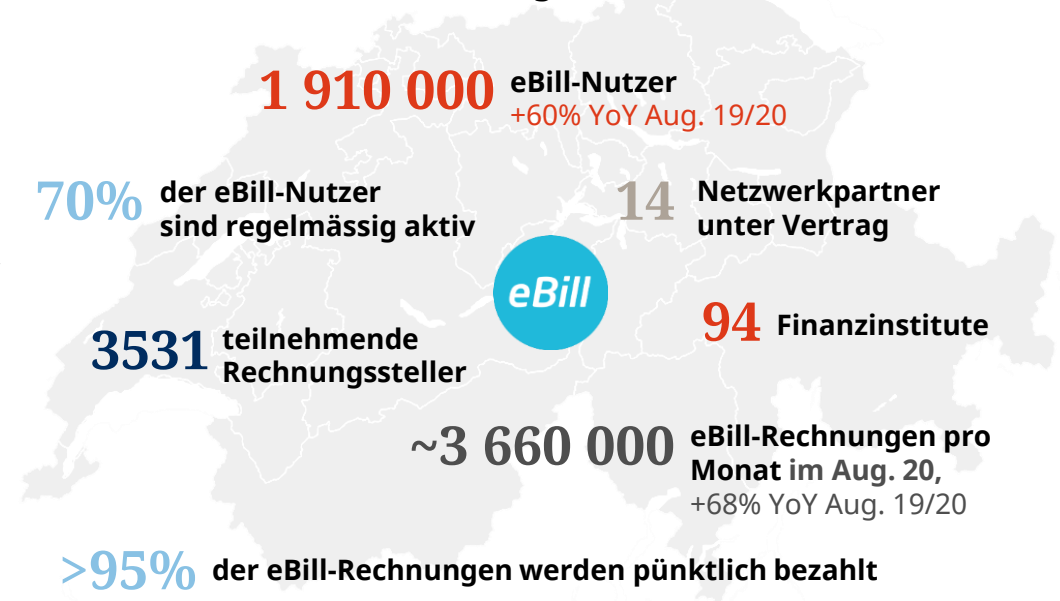 1 910 000 eBill-Nutzer
+60% YoY Aug. 19/20
70% der eBill-Nutzer
sind regelmässig aktiv
14 Netzwerkpartner
unter Vertrag
eBill
3531 teilnehmende
Rechnungssteller
94 Finanzinstitute
~3 660 000 eBill-Rechnungen pro
Monat im Aug. 20,
+68% YoY Aug. 19/20
>95% der eBill-Rechnungen werden pünktlich bezahlt